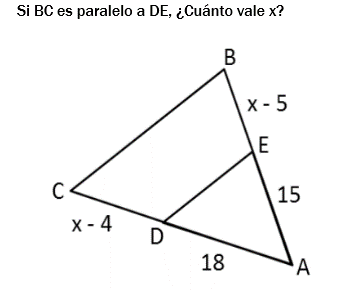 Si BC es paralelo a DE, ¿Cuánto vale x?
B
x - 5
E
C
15
x - 4
D
18
A